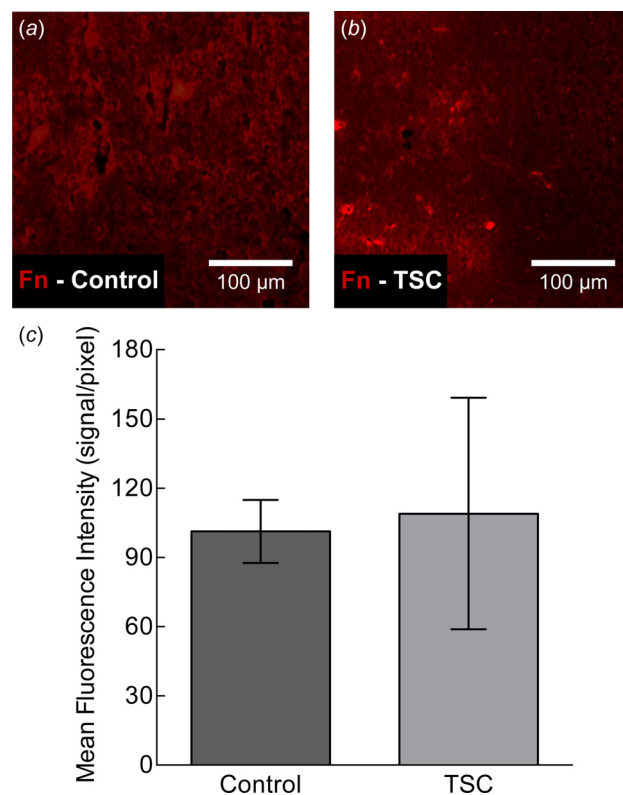 (a)
(b)
Fn - Control
100 µm
Fn - TSC
100 µm
(c)
Mean Fluorescence Intensity (signal/pixel)
180
150
120
90
60
30
0
Control
TSC